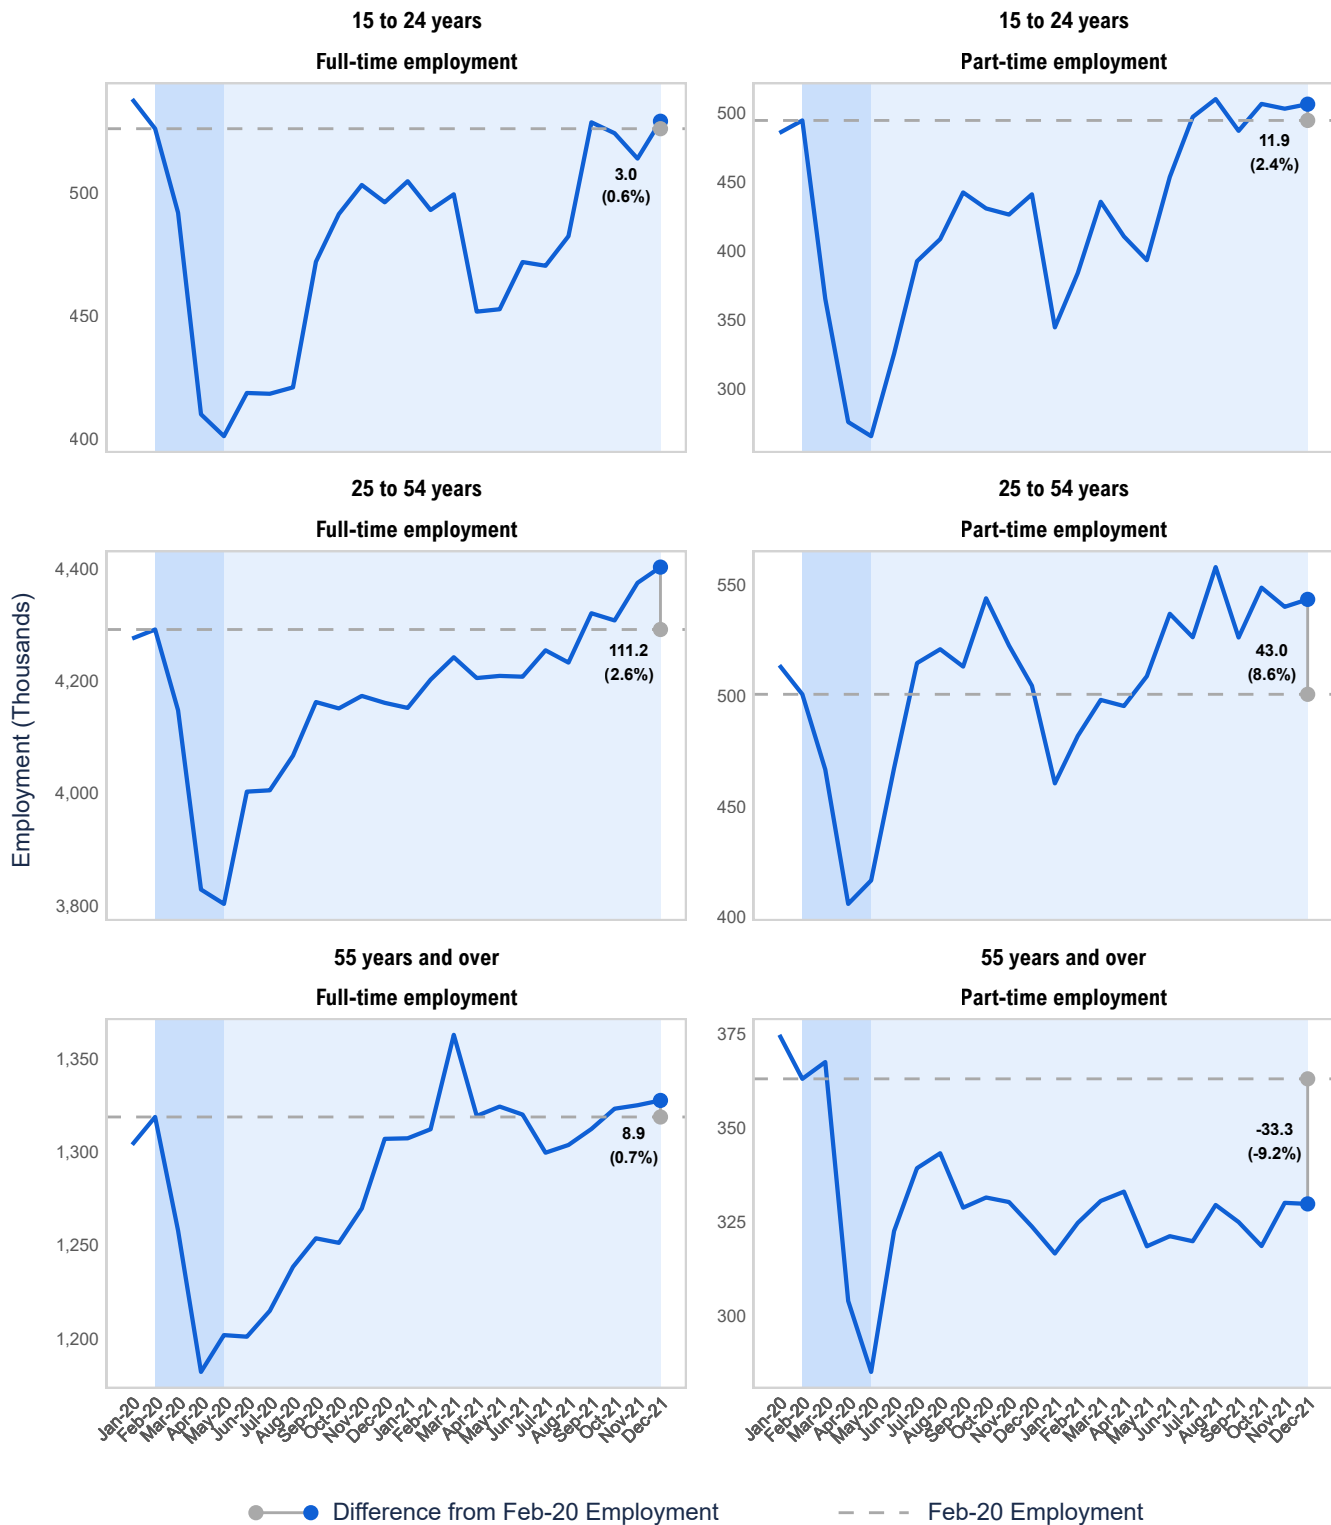 15 to 24 years
Full-time employment
500
450
400
3.0
(0.6%)
15 to 24 years
Part-time employment
500
450
400
350
300
11.9
(2.4%)
Employment (Thousands)
25 to 54 years
Full-time employment
4,400
4,200
4,000
3,800
111.2
(2.6%)
25 to 54 years
Part-time employment
550
500
450
400
43.0
(8.6%)
55 years and over
Full-time employment
1,350
1,300
1,250
1,200
8.9
(0.7%)
Jan-20
Feb-20
Mar-20
Apr-20
May-20
Jun-20
Jul-20
Aug-20
Sep-20
Oct-20
Nov-20
Dec-20
Jan-21
Feb-21
Mar-21
Apr-21
May-21
Jun-21
Jul-21
Aug-21
Sep-21
Oct-21
Nov-21
Dec-21
55 years and over
Part-time employment
375
350
325
300
-33.3
(-9.2%)
Jan-20
Feb-20
Mar-20
Apr-20
May-20
Jun-20
Jul-20
Aug-20
Sep-20
Oct-20
Nov-20
Dec-20
Jan-21
Feb-21
Mar-21
Apr-21
May-21
Jun-21
Jul-21
Aug-21
Sep-21
Oct-21
Nov-21
Dec-21
Difference from Feb-20 Employment
Feb-20 Employment